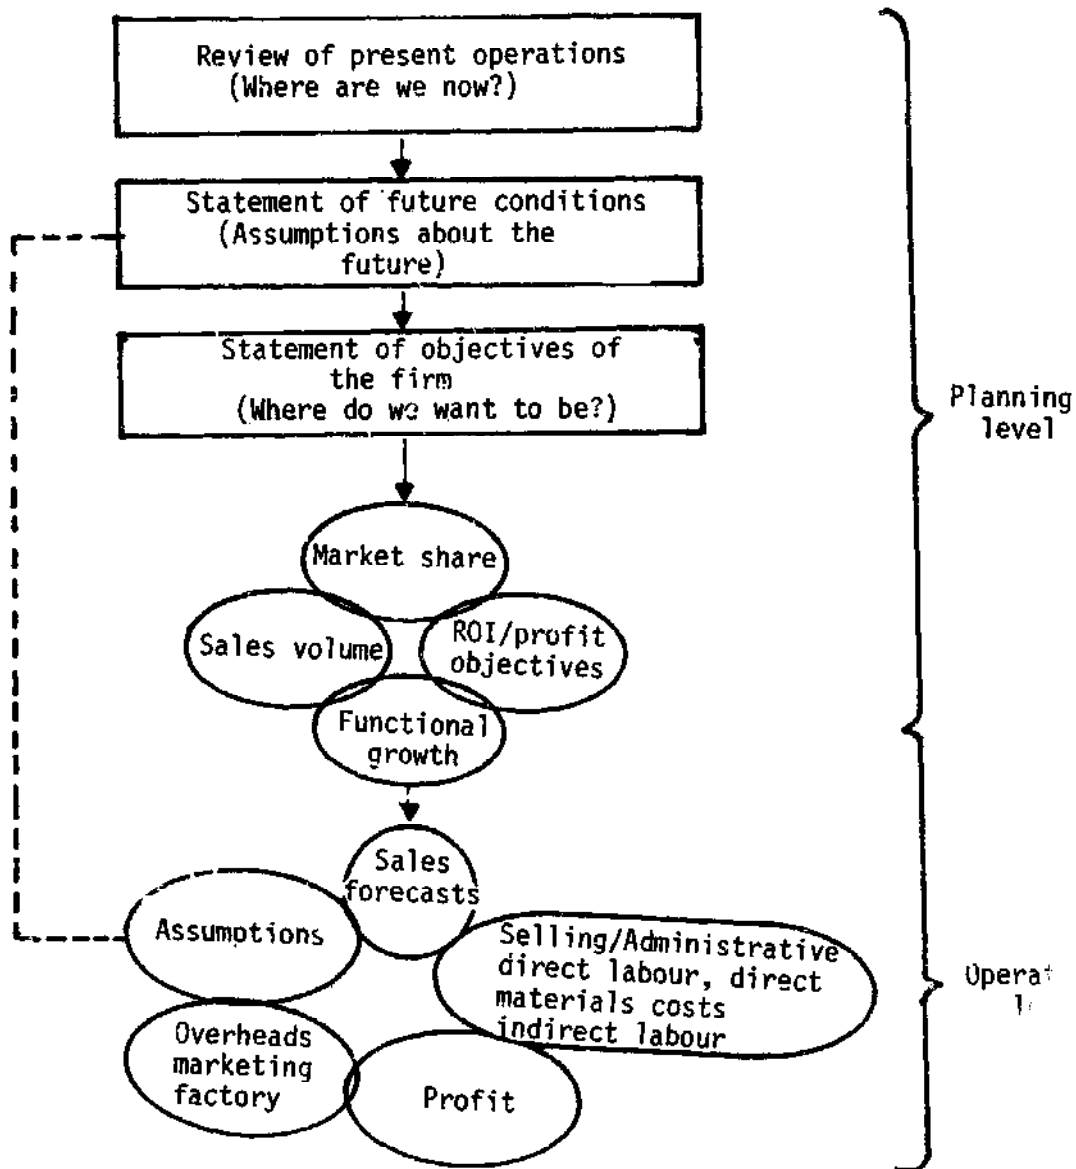 Review of present operations
(Where are we now?)
Statement of future conditions
(Assumptions about the
future)
Statement of objectives of
the firm
(Where do we want to be?)
Planning
level
Market share
Sales volume
ROI/profit
objectives
Functional
growth
Sales
forecasts
Assumptions
Selling/Administrative
direct labour, direct
materials costs
indirect labour
Overheads
marketing
factory
Profit